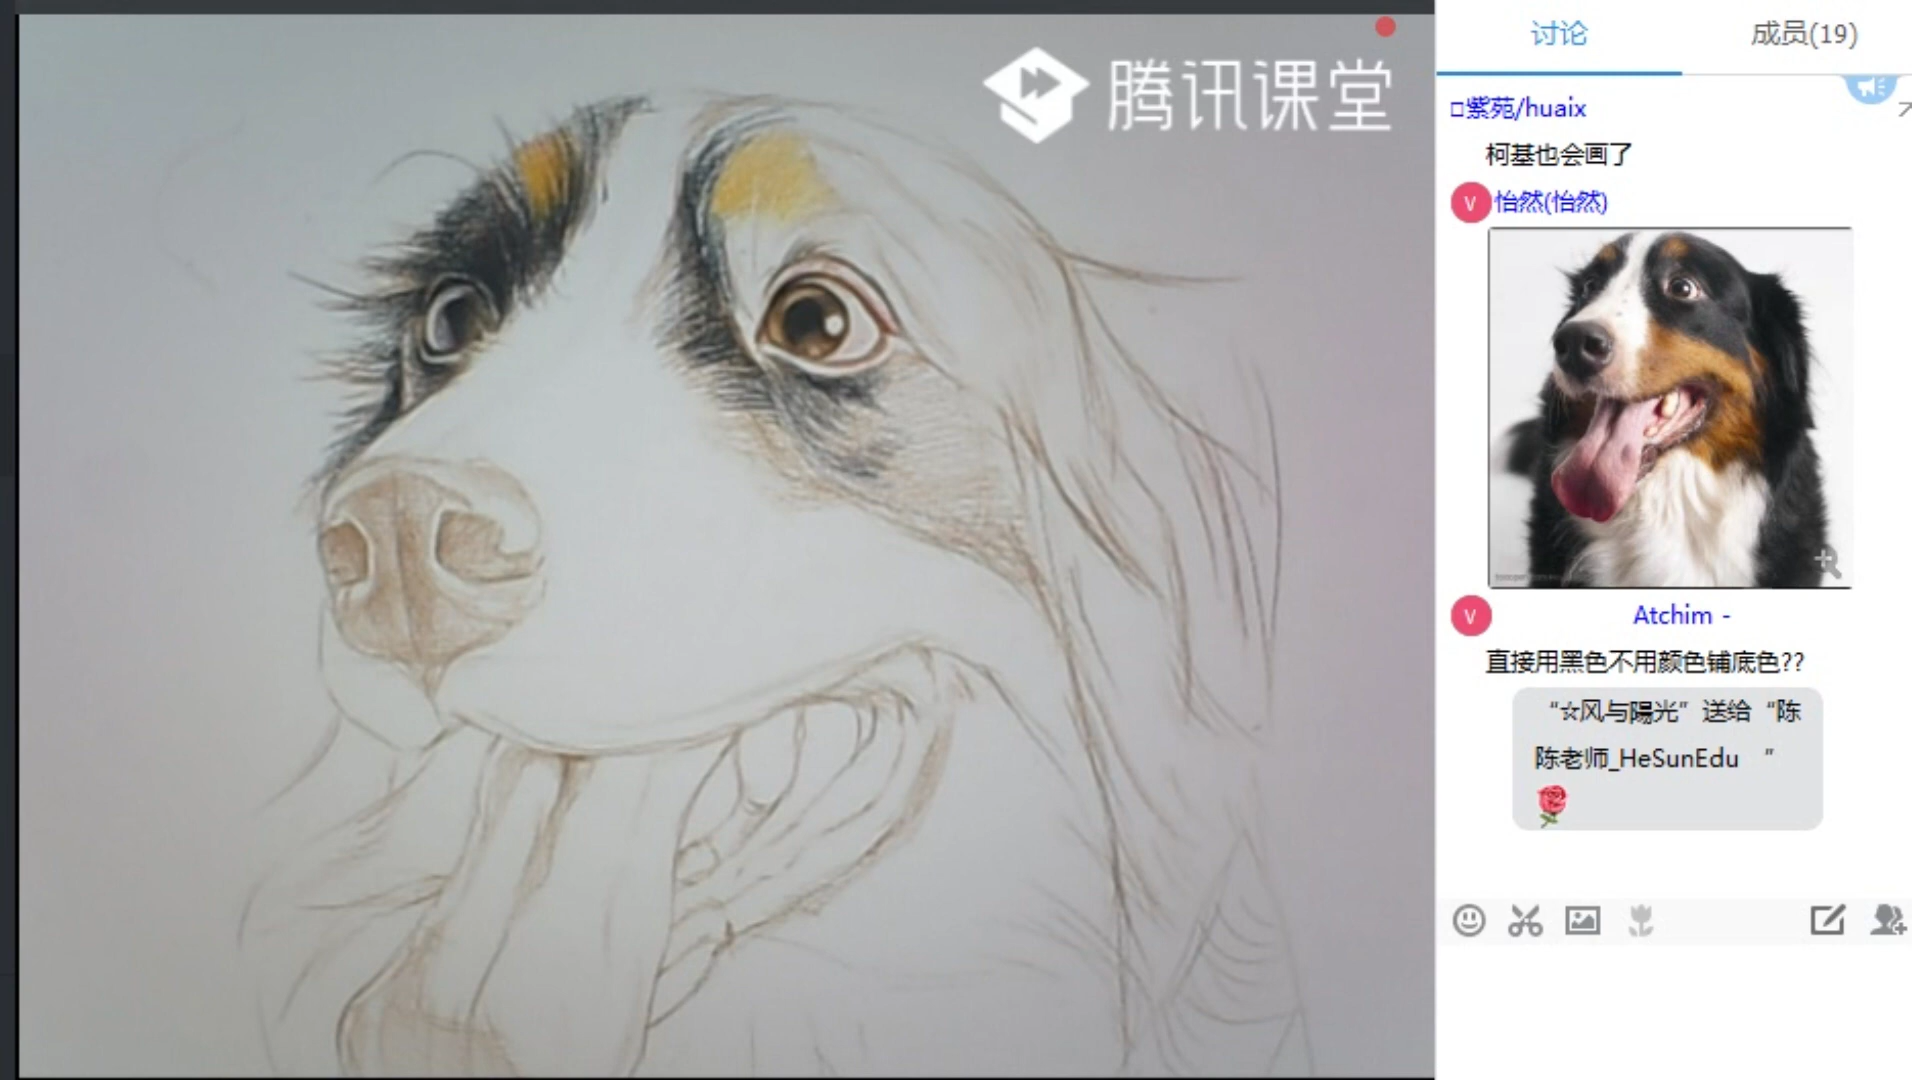 腾讯课堂
讨论
成员(19)
□紫苑/huaix
柯基也会画了
V
怡然(怡然)
V
Atchim -
直接用黑色不用颜色铺底色??
“☆风与陽光”送给“陈
陈老师_HeSunEdu ”